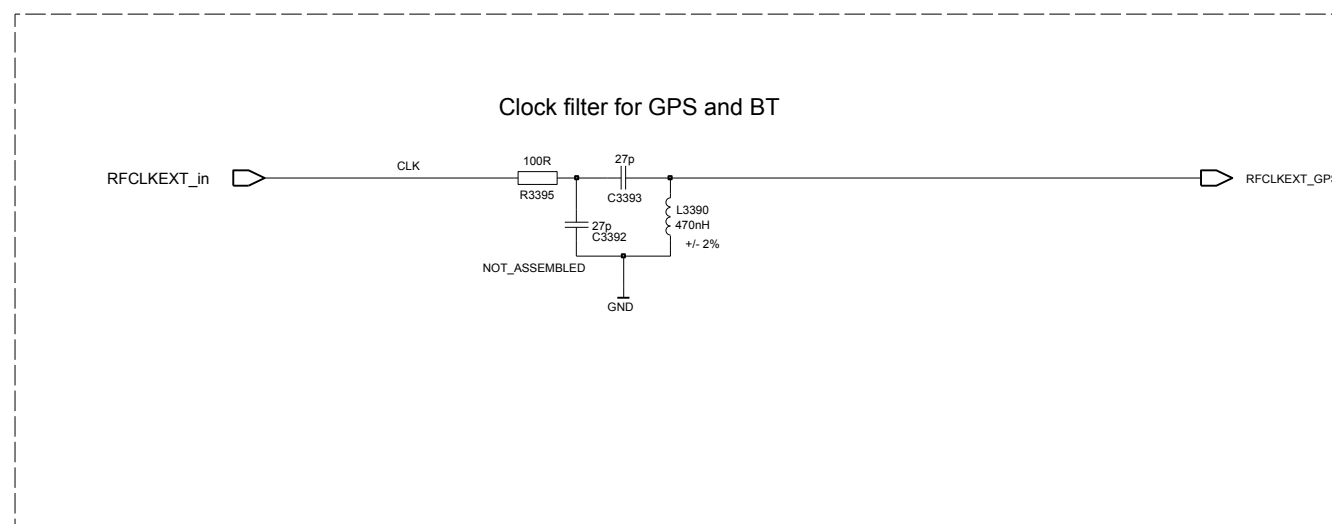 Clock filter for GPS and BT
RFCLKEXT_in
CLK
100R
R3395
27p
C3393
RFCLKEXT_GPS
27p
C3392
L3390
470nH
+/- 2%
NOT_ASSEMBLED
GND